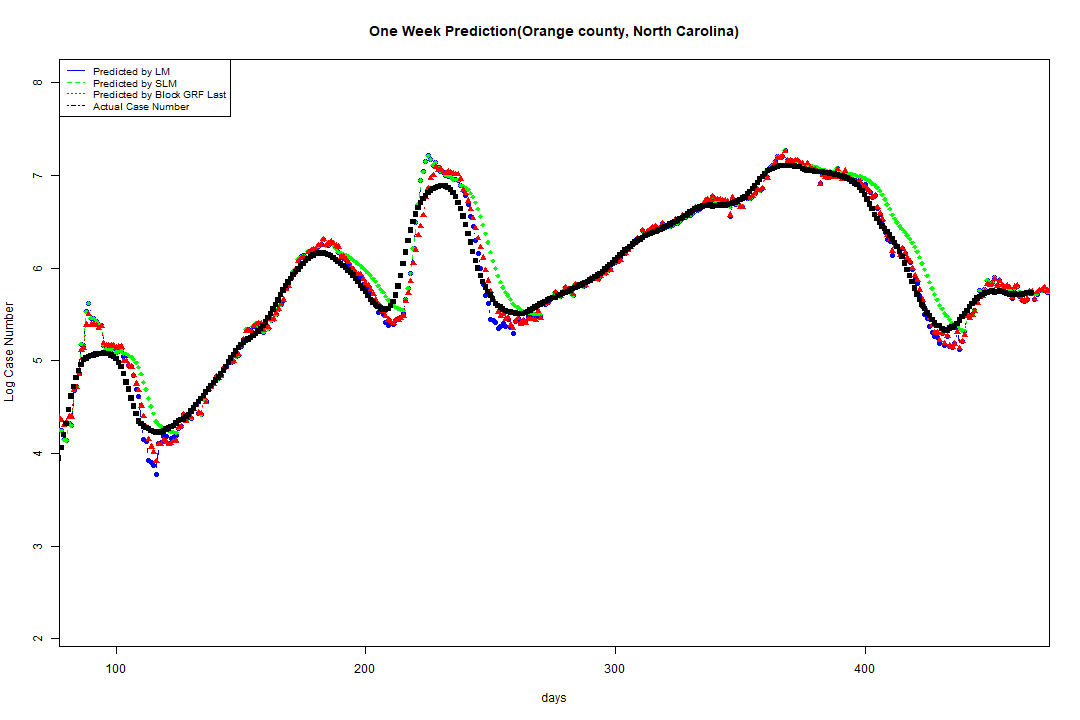 One Week Prediction(Orange county, North Carolina)
Predicted by LM
Predicted by SLM
Predicted by Block GRF Last
Actual Case Number
8
7
6
5
4
3
2
Log Case Number
100 200 300 400
days